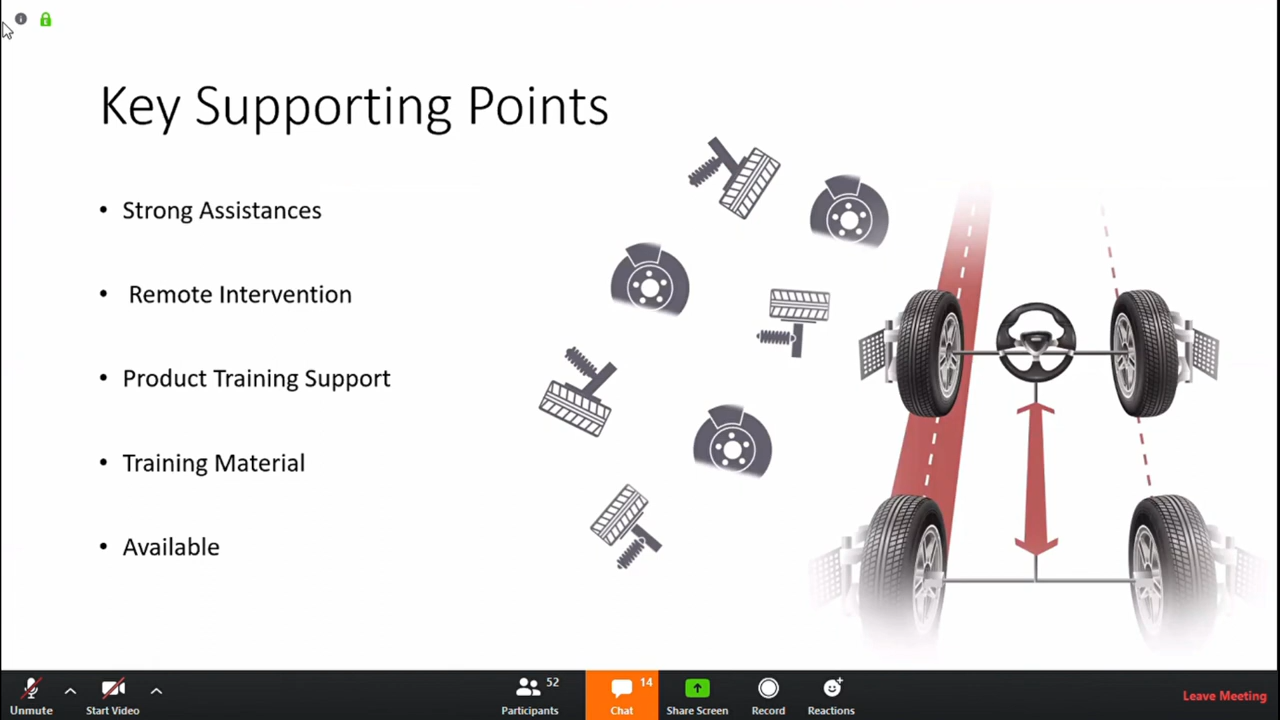 Key Supporting Points
• Strong Assistances
• Remote Intervention
• Product Training Support
• Training Material
• Available
Unmute
Start Video
52
Participants
14
Chat
Share Screen
Record
Reactions
Leave Meeting